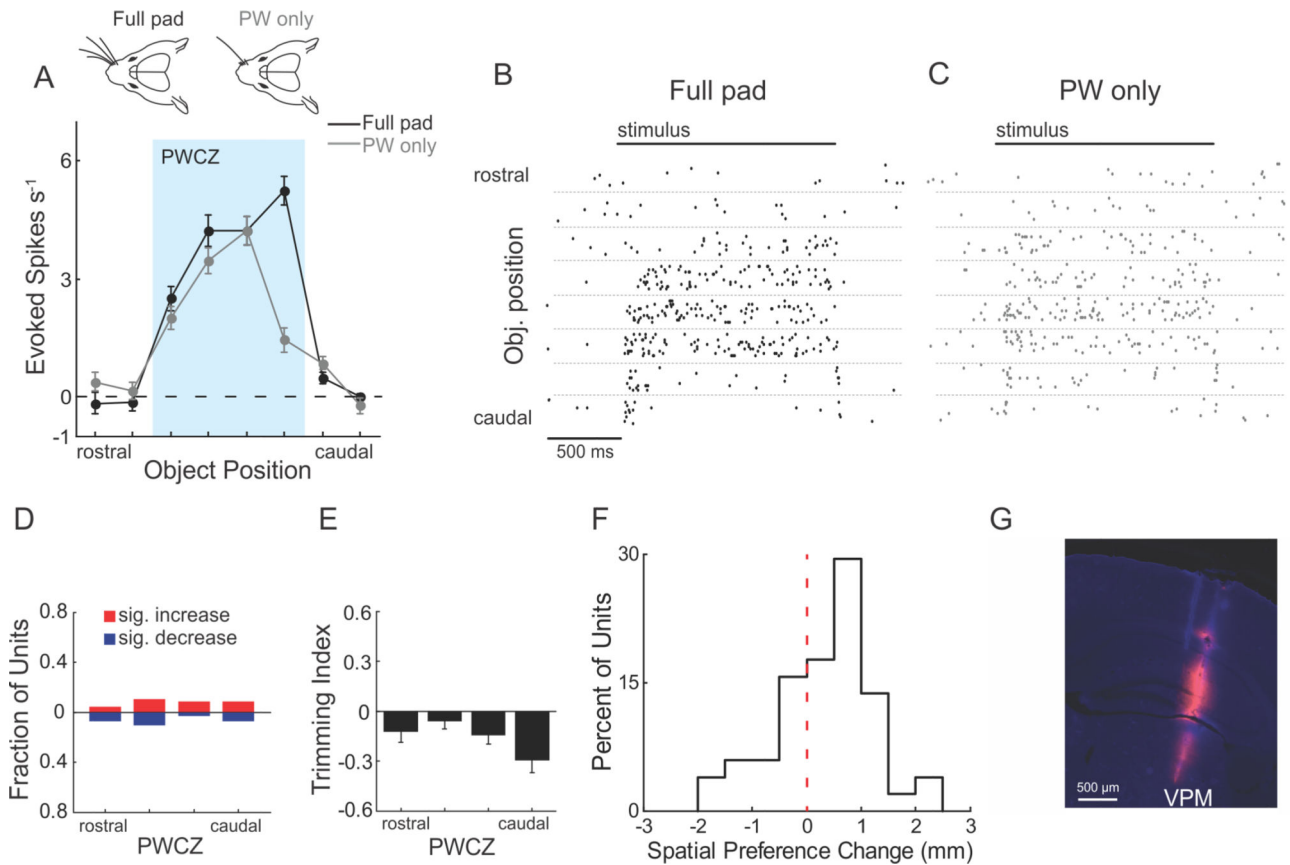 Full pad
PW only
A
Full pad
PW only
PWCZ
Evoked Spikes s⁻¹
6
3
0
-1
rostral
caudal
Object Position
B
Full pad
stimulus
rostral
Obj. position
caudal
500 ms
C
PW only
stimulus
D
sig. increase
sig. decrease
Fraction of Units
0.8
0.4
0
0.4
0.8
rostral
caudal
PWCZ
E
Trimming Index
0.6
0.3
0
-0.3
-0.6
rostral
caudal
PWCZ
F
Percent of Units
30
15
0
-3
-2
-1
0
1
2
3
Spatial Preference Change (mm)
G
500 µm
VPM